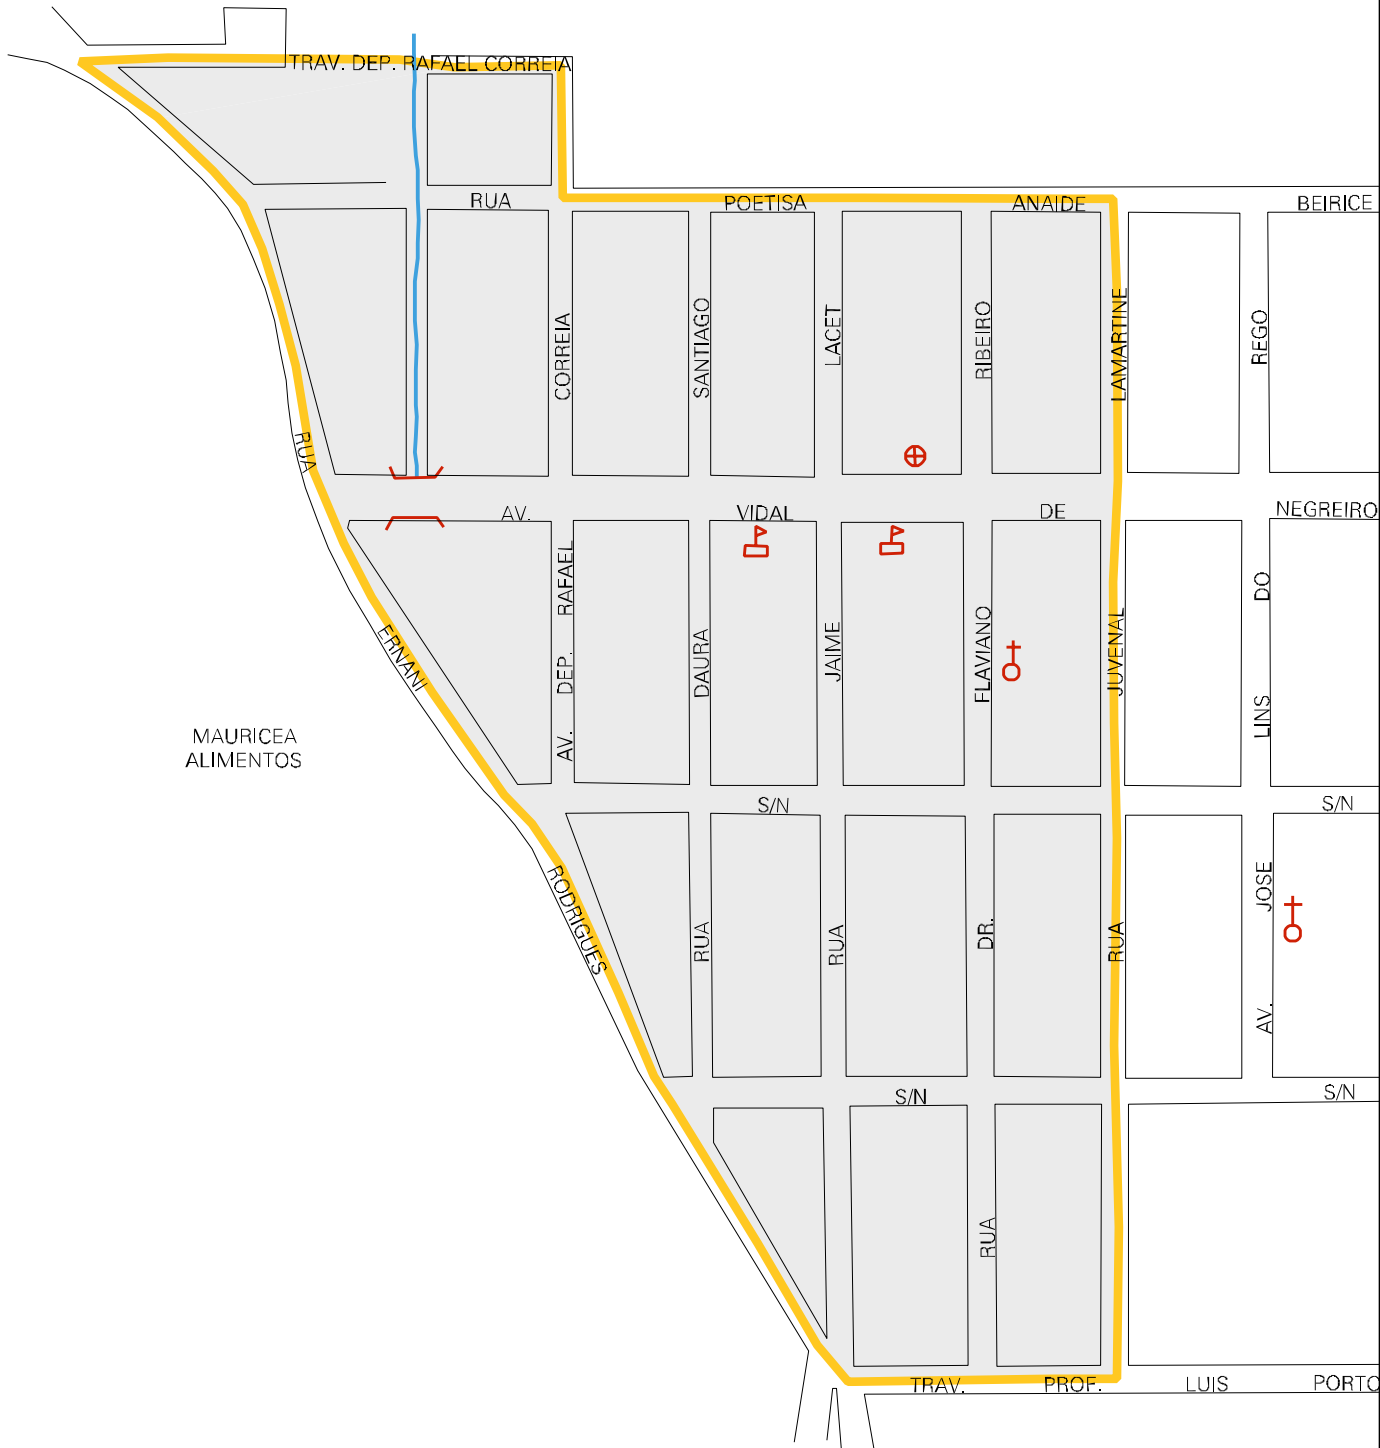 TRAV. DEP. RAFAEL CORREIA
RUA POETISA ANAIDE BEIRICE
CORREIA
SANTIAGO
LACET
RIBEIRO
LAMARTINE
REGO
RUA
AV. VIDAL DE NEGREIRO
AV. DEP. RAFAEL
DAURA
JAIME
FLAVIANO
JUVENAL
LINS DO
ERNANI
MAURICEA
ALIMENTOS
S/N
S/N
RODRIGUES
RUA
RUA
DR.
RUA
AV. JOSE
S/N
S/N
RUA
TRAV. PROF. LUIS PORTO